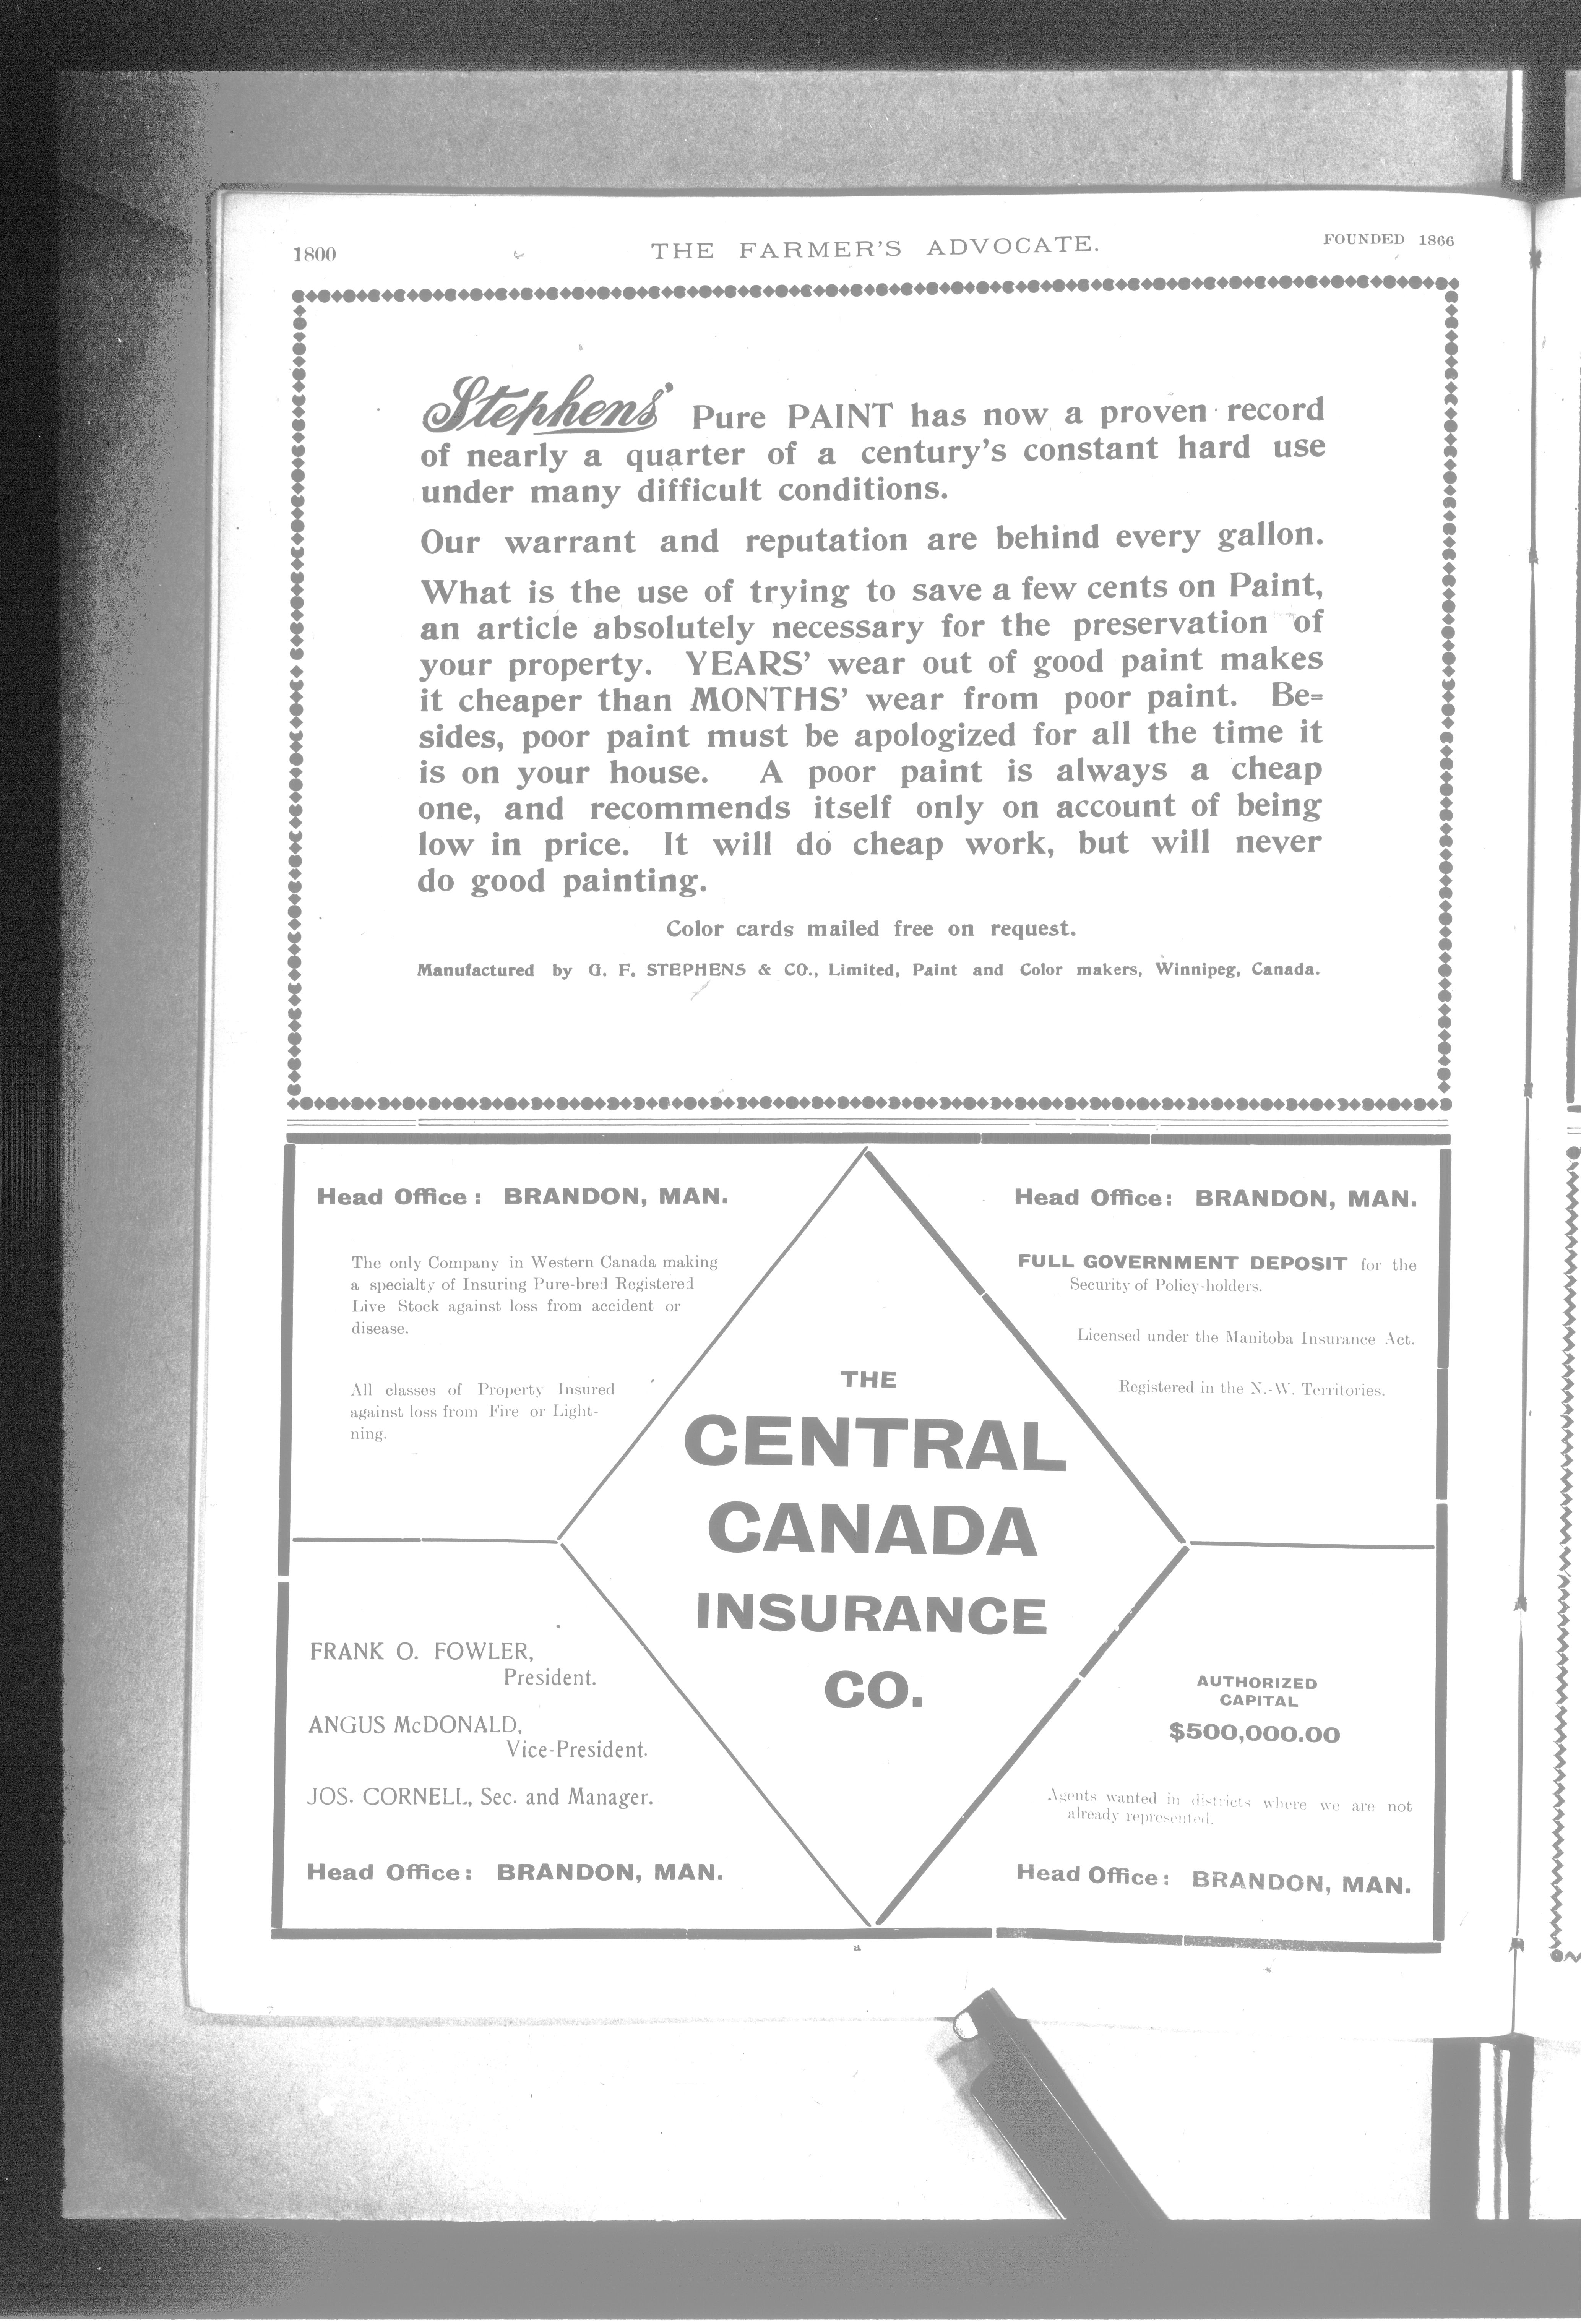 1800
THE FARMER'S ADVOCATE.
FOUNDED 1866
Stephens' Pure PAINT has now a proven record
of nearly a quarter of a century's constant hard use
under many difficult conditions.
Our warrant and reputation are behind every gallon.
What is the use of trying to save a few cents on Paint,
an article absolutely necessary for the preservation of
your property. YEARS' wear out of good paint makes
it cheaper than MONTHS' wear from poor paint. Be=
sides, poor paint must be apologized for all the time it
is on your house. A poor paint is always a cheap
one, and recommends itself only on account of being
low in price. It will do cheap work, but will never
do good painting.
Color cards mailed free on request.
Manufactured by G. F. STEPHENS & CO., Limited, Paint and Color makers, Winnipeg, Canada.
Head Office: BRANDON, MAN.
The only Company in Western Canada making
a specialty of Insuring Pure-bred Registered
Live Stock against loss from accident or
disease.
All classes of Property Insured
against loss from Fire or Light-
ning.
Head Office: BRANDON, MAN.
FULL GOVERNMENT DEPOSIT for the
Security of Policy-holders.
Licensed under the Manitoba Insurance Act.
Registered in the N.-W. Territories.
THE
CENTRAL
CANADA
INSURANCE
CO.
FRANK O. FOWLER,
President.
ANGUS McDONALD,
Vice-President.
JOS. CORNELL, Sec. and Manager.
Head Office: BRANDON, MAN.
AUTHORIZED
CAPITAL
$500,000.00
Agents wanted in districts where we are not
already represented.
Head Office: BRANDON, MAN.